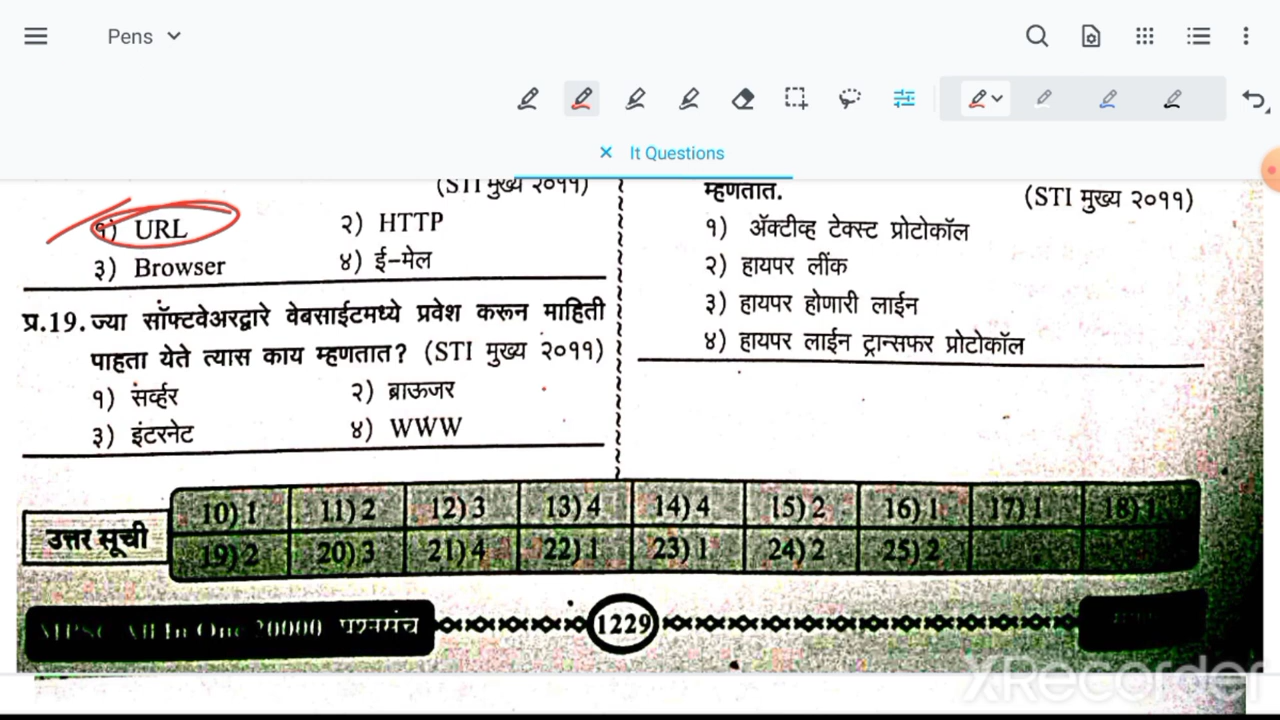 Pens
It Questions
(STI मुख्य २०११)
१) URL
२) HTTP
३) Browser
४) ई-मेल
प्र.19. ज्या सॉफ्टवेअरद्वारे वेबसाईटमध्ये प्रवेश करून माहिती
पाहता येते त्यास काय म्हणतात? (STI मुख्य २०११)
१) सर्व्हर
२) ब्राऊजर
३) इंटरनेट
४) WWW
म्हणतात.
(STI मुख्य २०११)
१) ॲक्टीव्ह टेक्स्ट प्रोटोकॉल
२) हायपर लींक
३) हायपर होणारी लाईन
४) हायपर लाईन ट्रान्सफर प्रोटोकॉल
उत्तर सूची
10) 1 11) 2 12) 3 13) 4 14) 4 15) 2 16) 1 17) 1 18) 1
19) 2 20) 3 21) 4 22) 1 23) 1 24) 2 25) 2
MPSC All In One 20000 प्रश्नसंच
1229
XRecorder